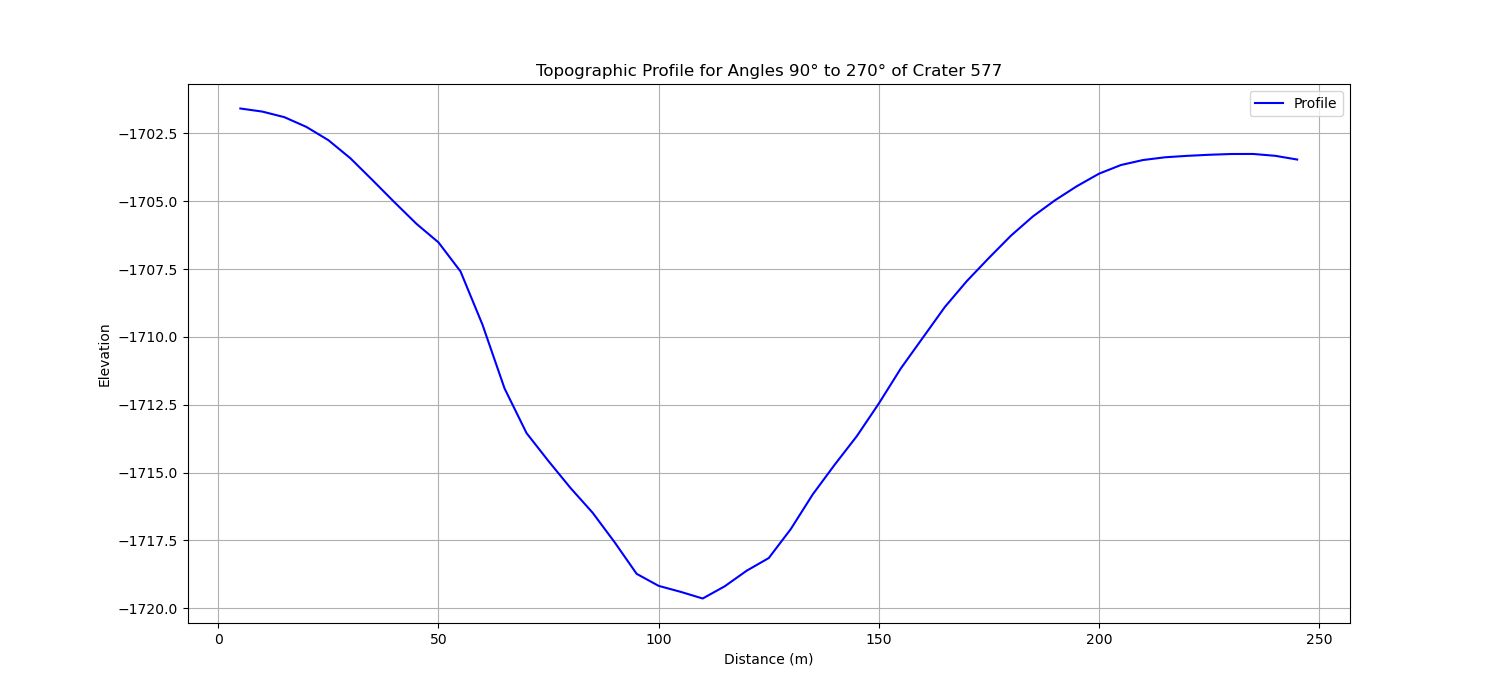 Topographic Profile for Angles 90° to 270° of Crater 577
Profile
Elevation
−1702.5
−1705.0
−1707.5
−1710.0
−1712.5
−1715.0
−1717.5
−1720.0
0 50 100 150 200 250
Distance (m)